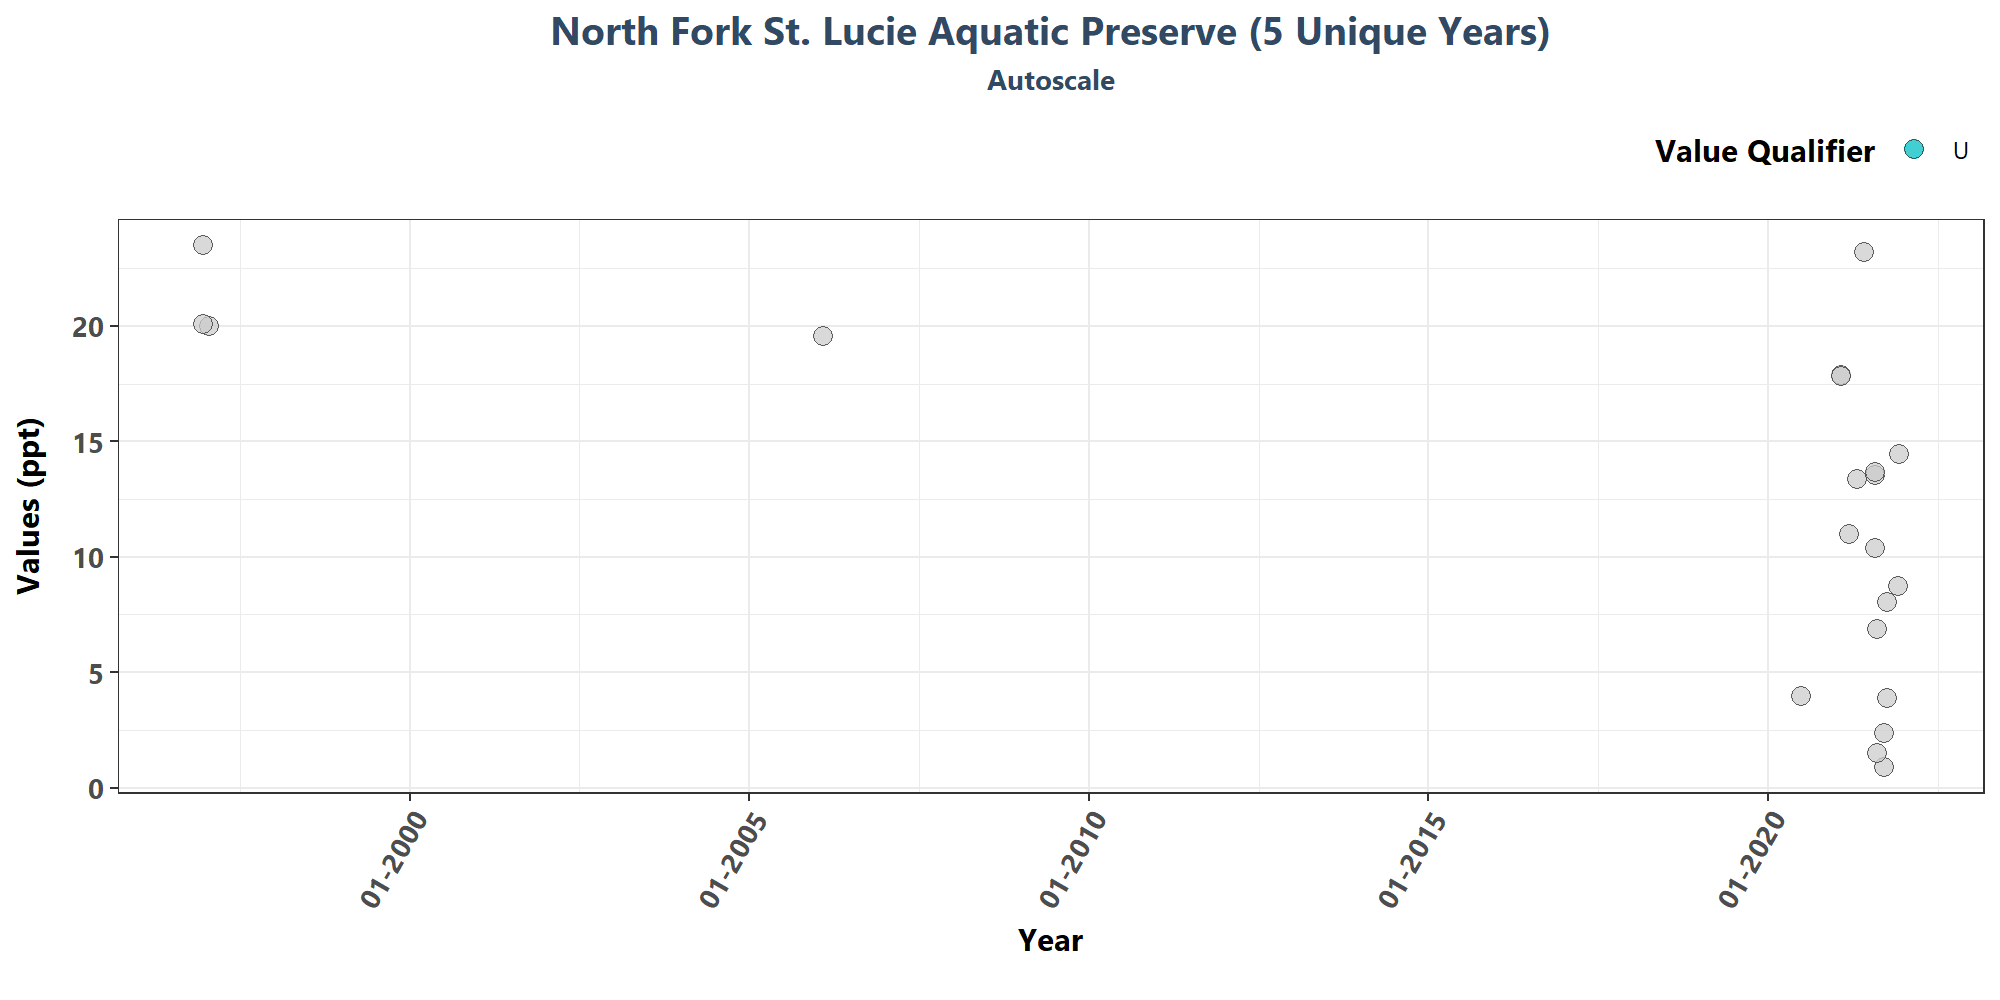 North Fork St. Lucie Aquatic Preserve (5 Unique Years)
Autoscale
Value Qualifier U
Values (ppt)
20
15
10
5
0
01-2000 01-2005 01-2010 01-2015 01-2020
Year